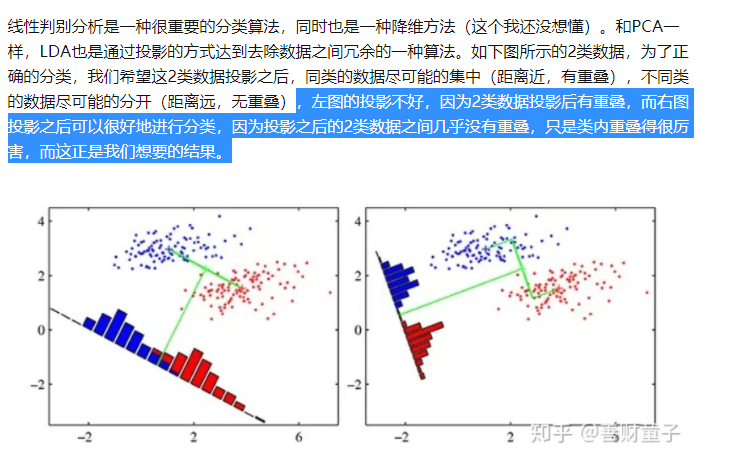 线性判别分析是一种很重要的分类算法，同时也是一种降维方法（这个我还没想懂）。和PCA一
样，LDA也是通过投影的方式达到去除数据之间冗余的一种算法。如下图所示的2类数据，为了正
确的分类，我们希望这2类数据投影之后，同类的数据尽可能的集中（距离近，有重叠），不同类
的数据尽可能的分开（距离远，无重叠），左图的投影不好，因为2类数据投影后有重叠，而右图
投影之后可以很好地进行分类，因为投影之后的2类数据之间几乎没有重叠，只是类内重叠得很厉
害，而这正是我们想要的结果。
4
2
0
−2
−2 2 6
4
2
0
−2
−2 2 6
知乎 @善财童子